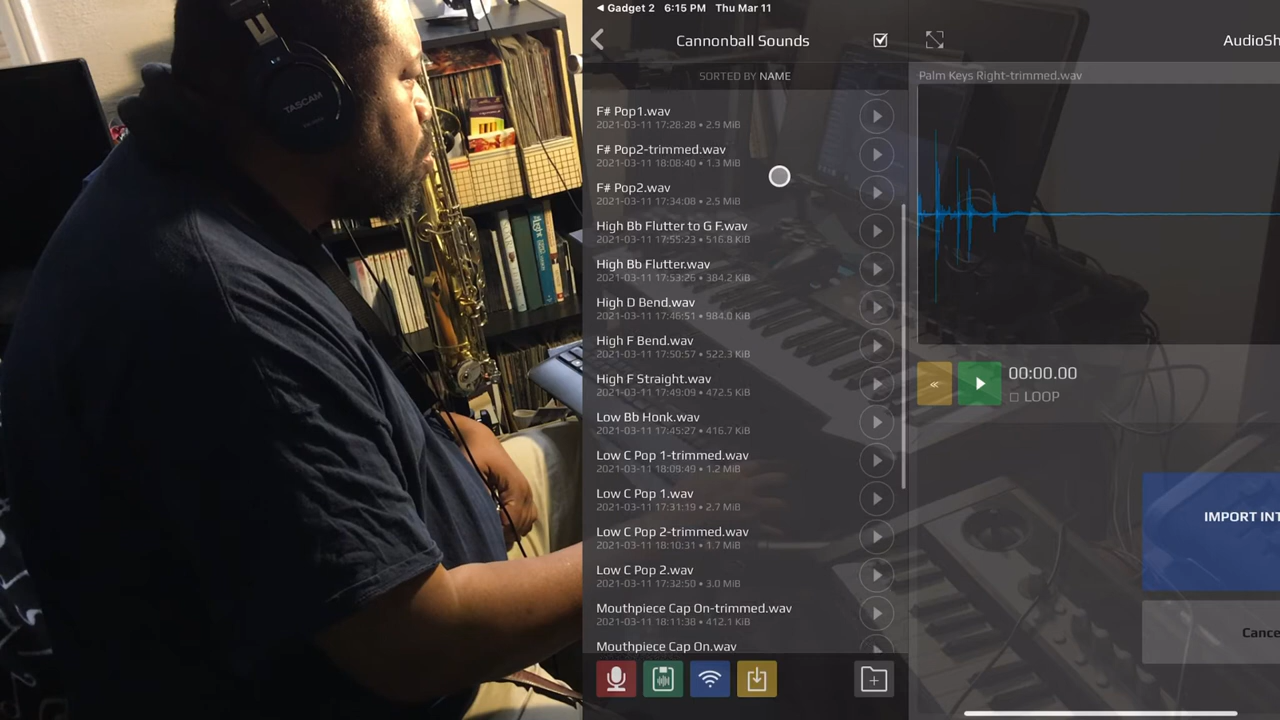 TASCAM
◀ Gadget 2 6:15 PM Thu Mar 11
Cannonball Sounds
AudioSh
SORTED BY NAME
Palm Keys Right-trimmed.wav
F# Pop1.wav
2021-03-11 17:28:28 • 2.9 MiB
F# Pop2-trimmed.wav
2021-03-11 18:08:40 • 1.3 MiB
F# Pop2.wav
2021-03-11 17:34:08 • 2.5 MiB
High Bb Flutter to G F.wav
2021-03-11 17:55:23 • 516.8 KiB
High Bb Flutter.wav
2021-03-11 17:53:26 • 384.2 KiB
High D Bend.wav
2021-03-11 17:46:51 • 984.0 KiB
High F Bend.wav
2021-03-11 17:50:57 • 522.3 KiB
High F Straight.wav
2021-03-11 17:49:09 • 472.5 KiB
Low Bb Honk.wav
2021-03-11 17:45:27 • 416.7 KiB
Low C Pop 1-trimmed.wav
2021-03-11 18:09:49 • 1.2 MiB
Low C Pop 1.wav
2021-03-11 17:31:19 • 2.7 MiB
Low C Pop 2-trimmed.wav
2021-03-11 18:10:31 • 1.7 MiB
Low C Pop 2.wav
2021-03-11 17:32:50 • 3.0 MiB
Mouthpiece Cap On-trimmed.wav
2021-03-11 18:11:38 • 412.1 KiB
Mouthpiece Cap On.wav
00:00.00
LOOP
IMPORT INT
Cance